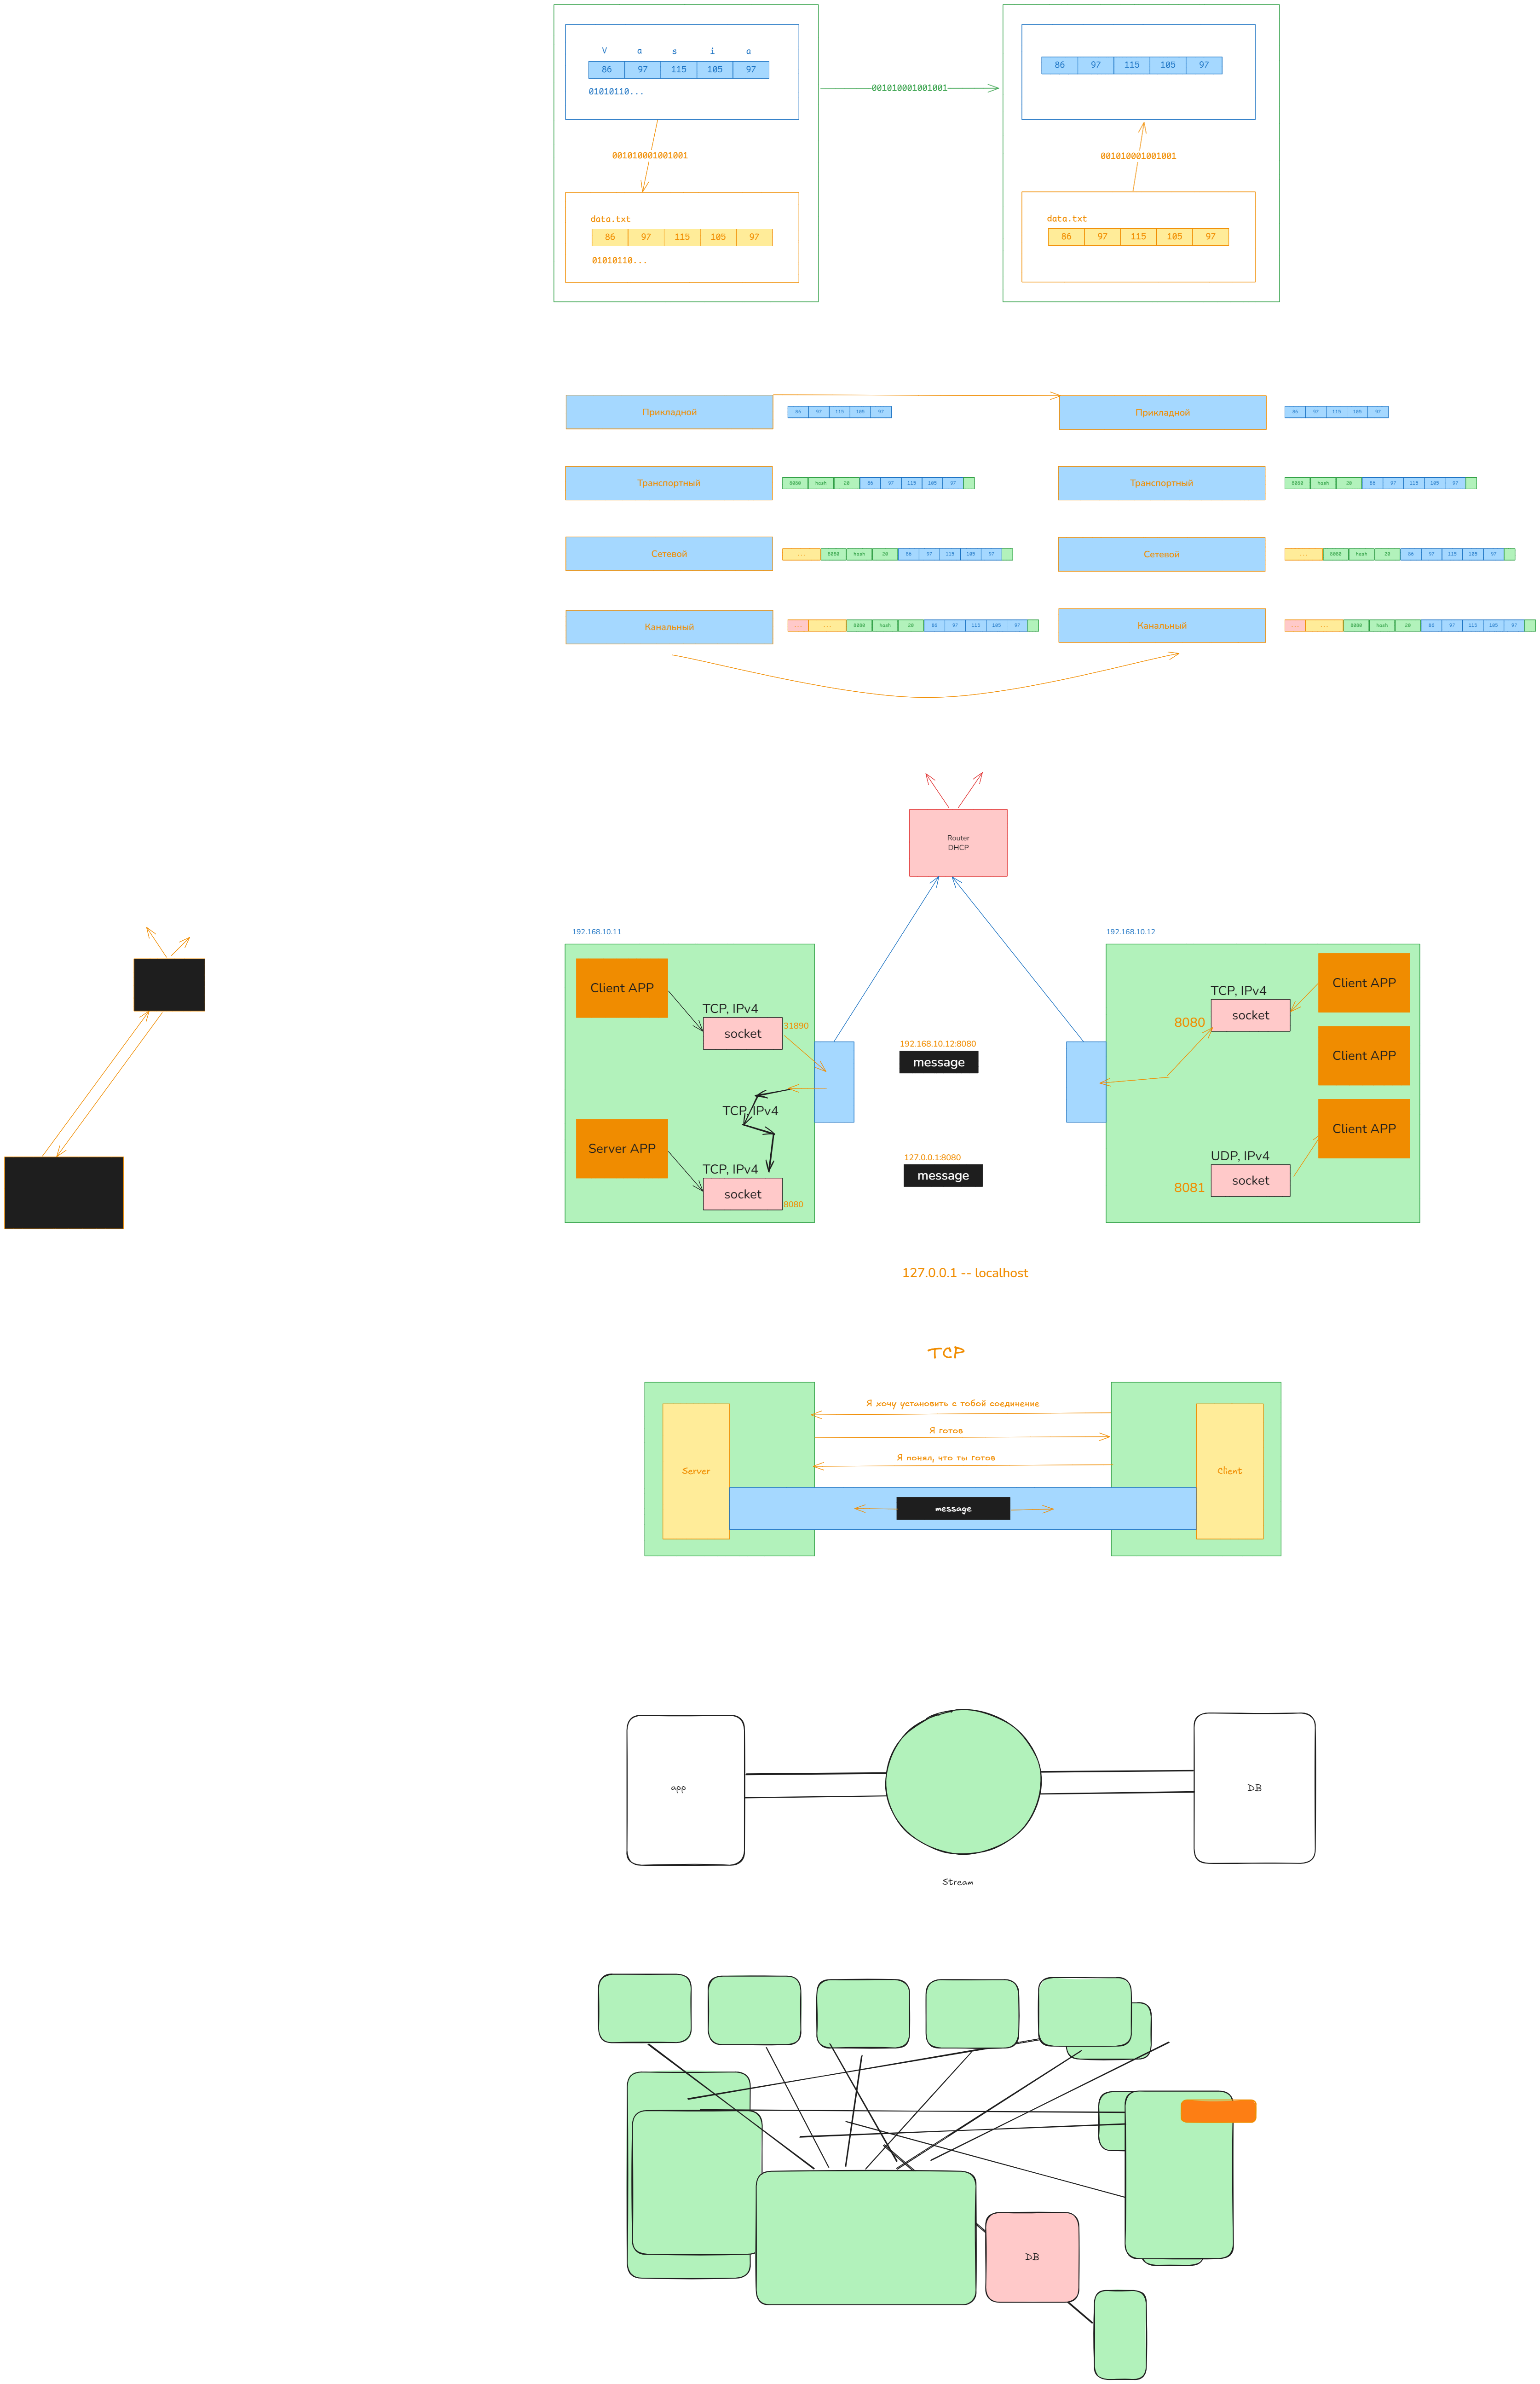 V a s i a
86 97 115 105 97
01010110...
86 97 115 105 97
001010001001001
001010001001001
001010001001001
data.txt
86 97 115 105 97
01010110...
data.txt
86 97 115 105 97
Прикладной
86 97 115 105 97
Прикладной
86 97 115 105 97
Транспортный
8080 hash 20 86 97 115 105 97
Транспортный
8080 hash 20 86 97 115 105 97
Сетевой
... 8080 hash 20 86 97 115 105 97
Сетевой
... 8080 hash 20 86 97 115 105 97
Канальный
... ... 8080 hash 20 86 97 115 105 97
Канальный
... ... 8080 hash 20 86 97 115 105 97
Router
DHCP
192.168.10.11
Client APP
TCP, IPv4
socket
31890
TCP, IPv4
Server APP
TCP, IPv4
socket
8080
192.168.10.12:8080
message
127.0.0.1:8080
message
192.168.10.12
TCP, IPv4
8080
socket
Client APP
Client APP
Client APP
UDP, IPv4
8081
socket
127.0.0.1 -- localhost
TCP
Я хочу установить с тобой соединение
Я готов
Я понял, что ты готов
Server
message
Client
app
DB
Stream
DB